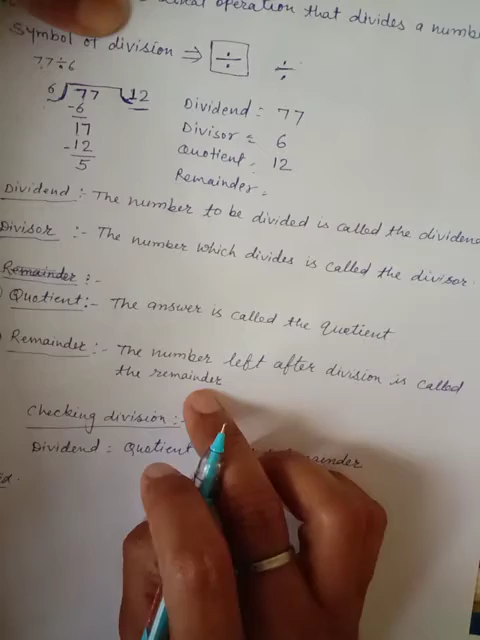 operation that divides a numbe
Symbol of division ⇒ ÷ ÷
77÷6
6 77 12
-6
17
-12
5
Dividend = 77
Divisor = 6
Quotient = 12
Remainder =
Dividend :- The number to be divided is called the dividend
Divisor :- The number which divides is called the divisor.
Remainder :-
Quotient :- The answer is called the quetient
Remainder :- The number left after division is called
the remainder
Checking division :-
Dividend = Quotient